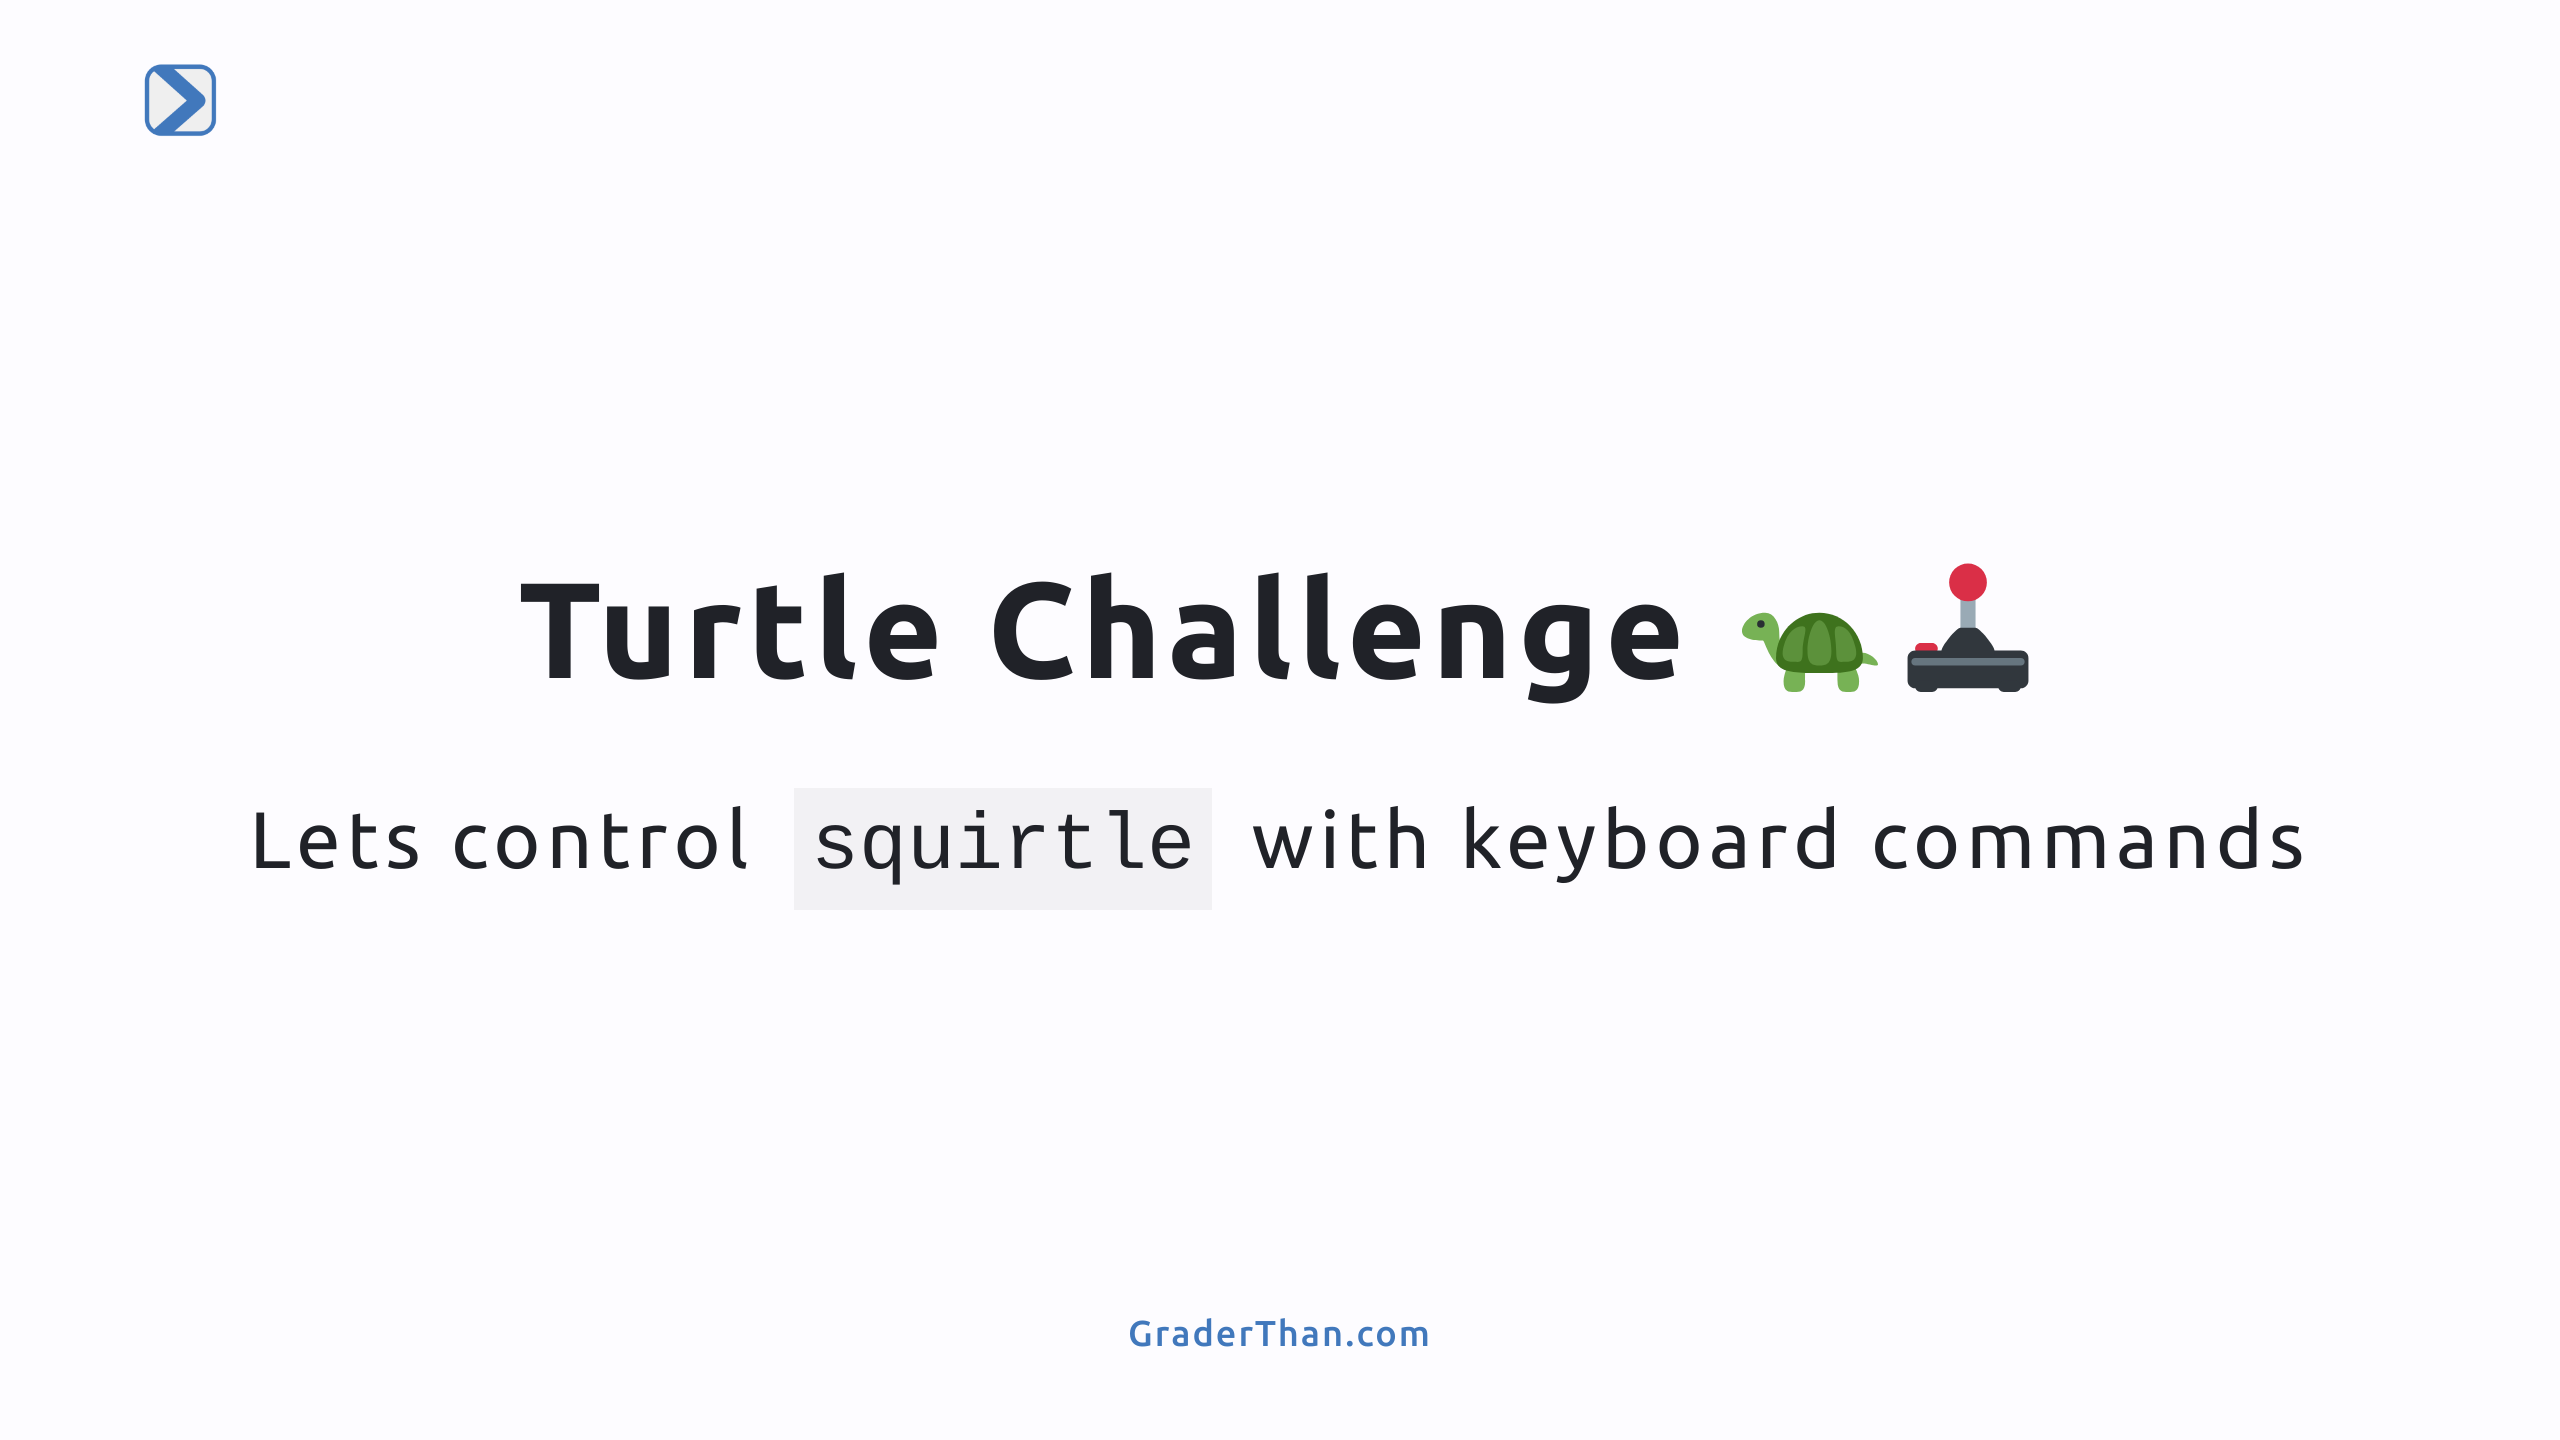 Turtle Challenge 🐢🕹️
Lets control squirtle with keyboard commands
GraderThan.com